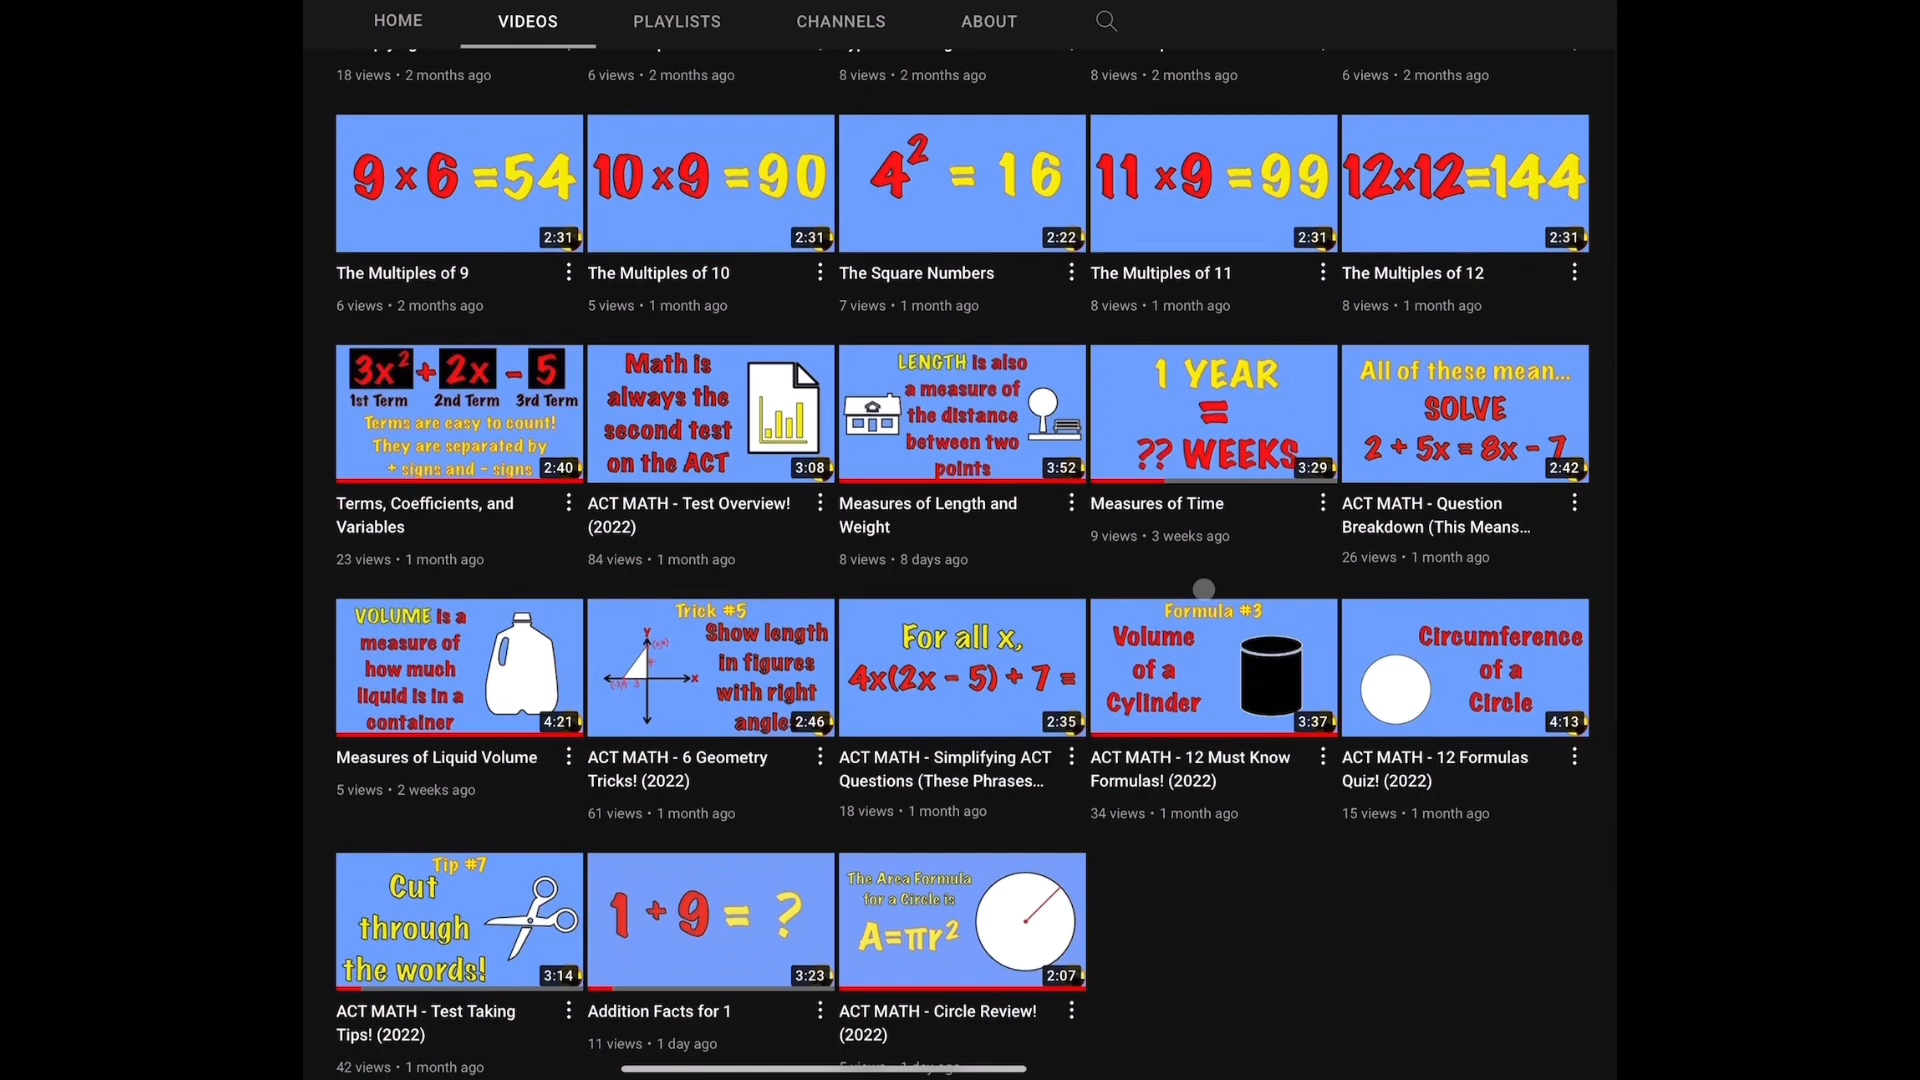 HOME VIDEOS PLAYLISTS CHANNELS ABOUT
18 views • 2 months ago
6 views • 2 months ago
8 views • 2 months ago
8 views • 2 months ago
6 views • 2 months ago
9 × 6 = 54
2:31
10 × 9 = 90
2:31
4² = 16
2:22
11 × 9 = 99
2:31
12×12=144
2:31
The Multiples of 9
6 views • 2 months ago
The Multiples of 10
5 views • 1 month ago
The Square Numbers
7 views • 1 month ago
The Multiples of 11
8 views • 1 month ago
The Multiples of 12
8 views • 1 month ago
3x² + 2x - 5
1st Term 2nd Term 3rd Term
Terms are easy to count!
They are separated by
+ signs and - signs
2:40
Math is
always the
second test
on the ACT
3:08
LENGTH is also
a measure of
the distance
between two
points
3:52
1 YEAR
=
?? WEEKS
3:29
All of these mean...
SOLVE
2 + 5x = 8x - 7
2:42
Terms, Coefficients, and
Variables
23 views • 1 month ago
ACT MATH - Test Overview!
(2022)
84 views • 1 month ago
Measures of Length and
Weight
8 views • 8 days ago
Measures of Time
9 views • 3 weeks ago
ACT MATH - Question
Breakdown (This Means...
26 views • 1 month ago
VOLUME is a
measure of
how much
liquid is in a
container
4:21
Trick #5
Show length
in figures
with right
angles
y
x
2:46
For all x,
4x(2x - 5) + 7 =
2:35
Formula #3
Volume
of a
Cylinder
3:37
Circumference
of a
Circle
4:13
Measures of Liquid Volume
5 views • 2 weeks ago
ACT MATH - 6 Geometry
Tricks! (2022)
61 views • 1 month ago
ACT MATH - Simplifying ACT
Questions (These Phrases...
18 views • 1 month ago
ACT MATH - 12 Must Know
Formulas! (2022)
34 views • 1 month ago
ACT MATH - 12 Formulas
Quiz! (2022)
15 views • 1 month ago
Tip #7
Cut
through
the words!
3:14
1 + 9 = ?
3:23
The Area Formula
for a Circle is
A=πr²
2:07
ACT MATH - Test Taking
Tips! (2022)
42 views • 1 month ago
Addition Facts for 1
11 views • 1 day ago
ACT MATH - Circle Review!
(2022)